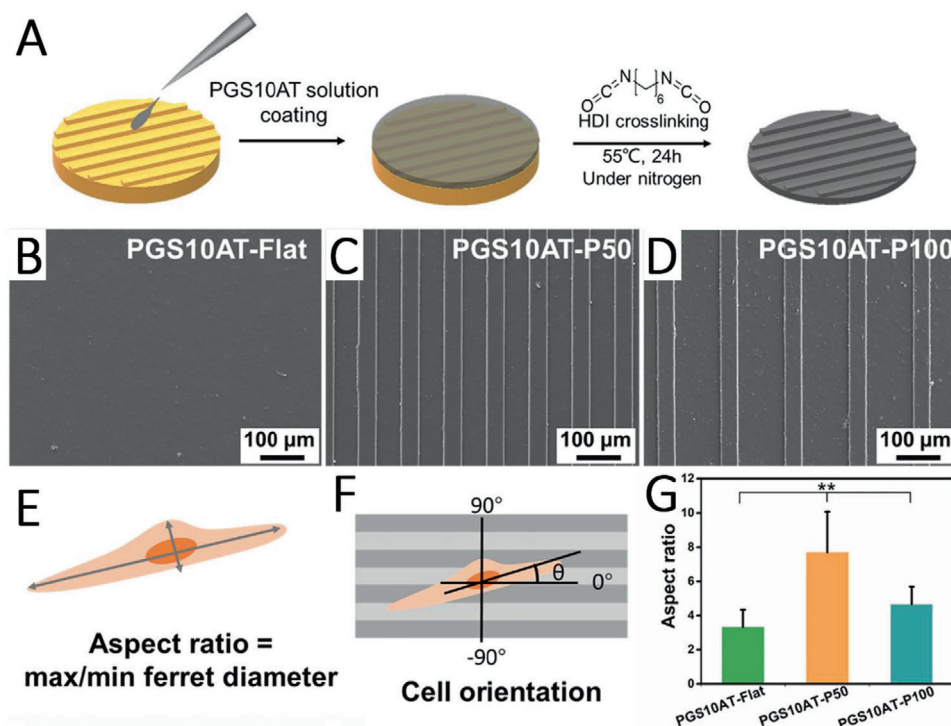 A
PGS10AT solution
coating
O=C=N
6
N=C=O
HDI crosslinking
55℃, 24h
Under nitrogen
B
PGS10AT-Flat
100 μm
C
PGS10AT-P50
100 μm
D
PGS10AT-P100
100 μm
E
Aspect ratio =
max/min ferret diameter
F
90°
θ
0°
-90°
Cell orientation
G
Aspect ratio
12
10
8
6
4
2
0
**
PGS10AT-Flat
PGS10AT-P50
PGS10AT-P100